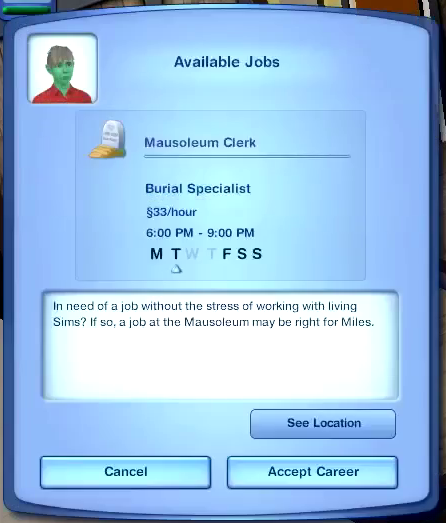 Available Jobs
Mausoleum Clerk
Burial Specialist
§33/hour
6:00 PM - 9:00 PM
M T W T F S S
In need of a job without the stress of working with living
Sims? If so, a job at the Mausoleum may be right for Miles.
See Location
Cancel
Accept Career